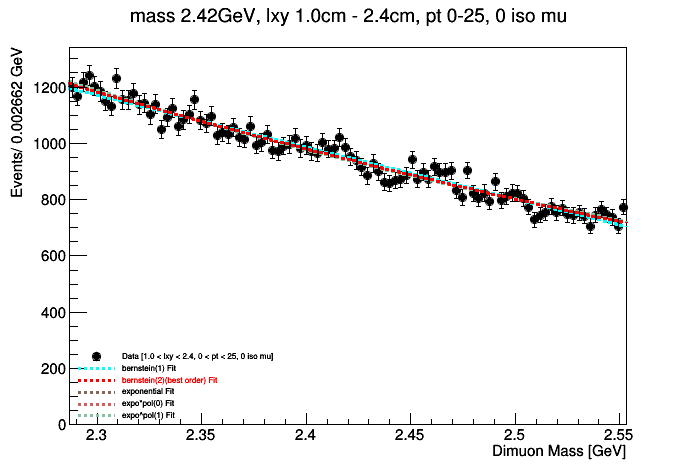 mass 2.42GeV, lxy 1.0cm - 2.4cm, pt 0-25, 0 iso mu
Events/ 0.002662 GeV
1200
1000
800
600
400
200
0
Data [1.0 < lxy < 2.4, 0 < pt < 25, 0 iso mu]
bernstein(1) Fit
bernstein(2)(best order) Fit
exponential Fit
expo*pol(0) Fit
expo*pol(1) Fit
2.3 2.35 2.4 2.45 2.5 2.55
Dimuon Mass [GeV]